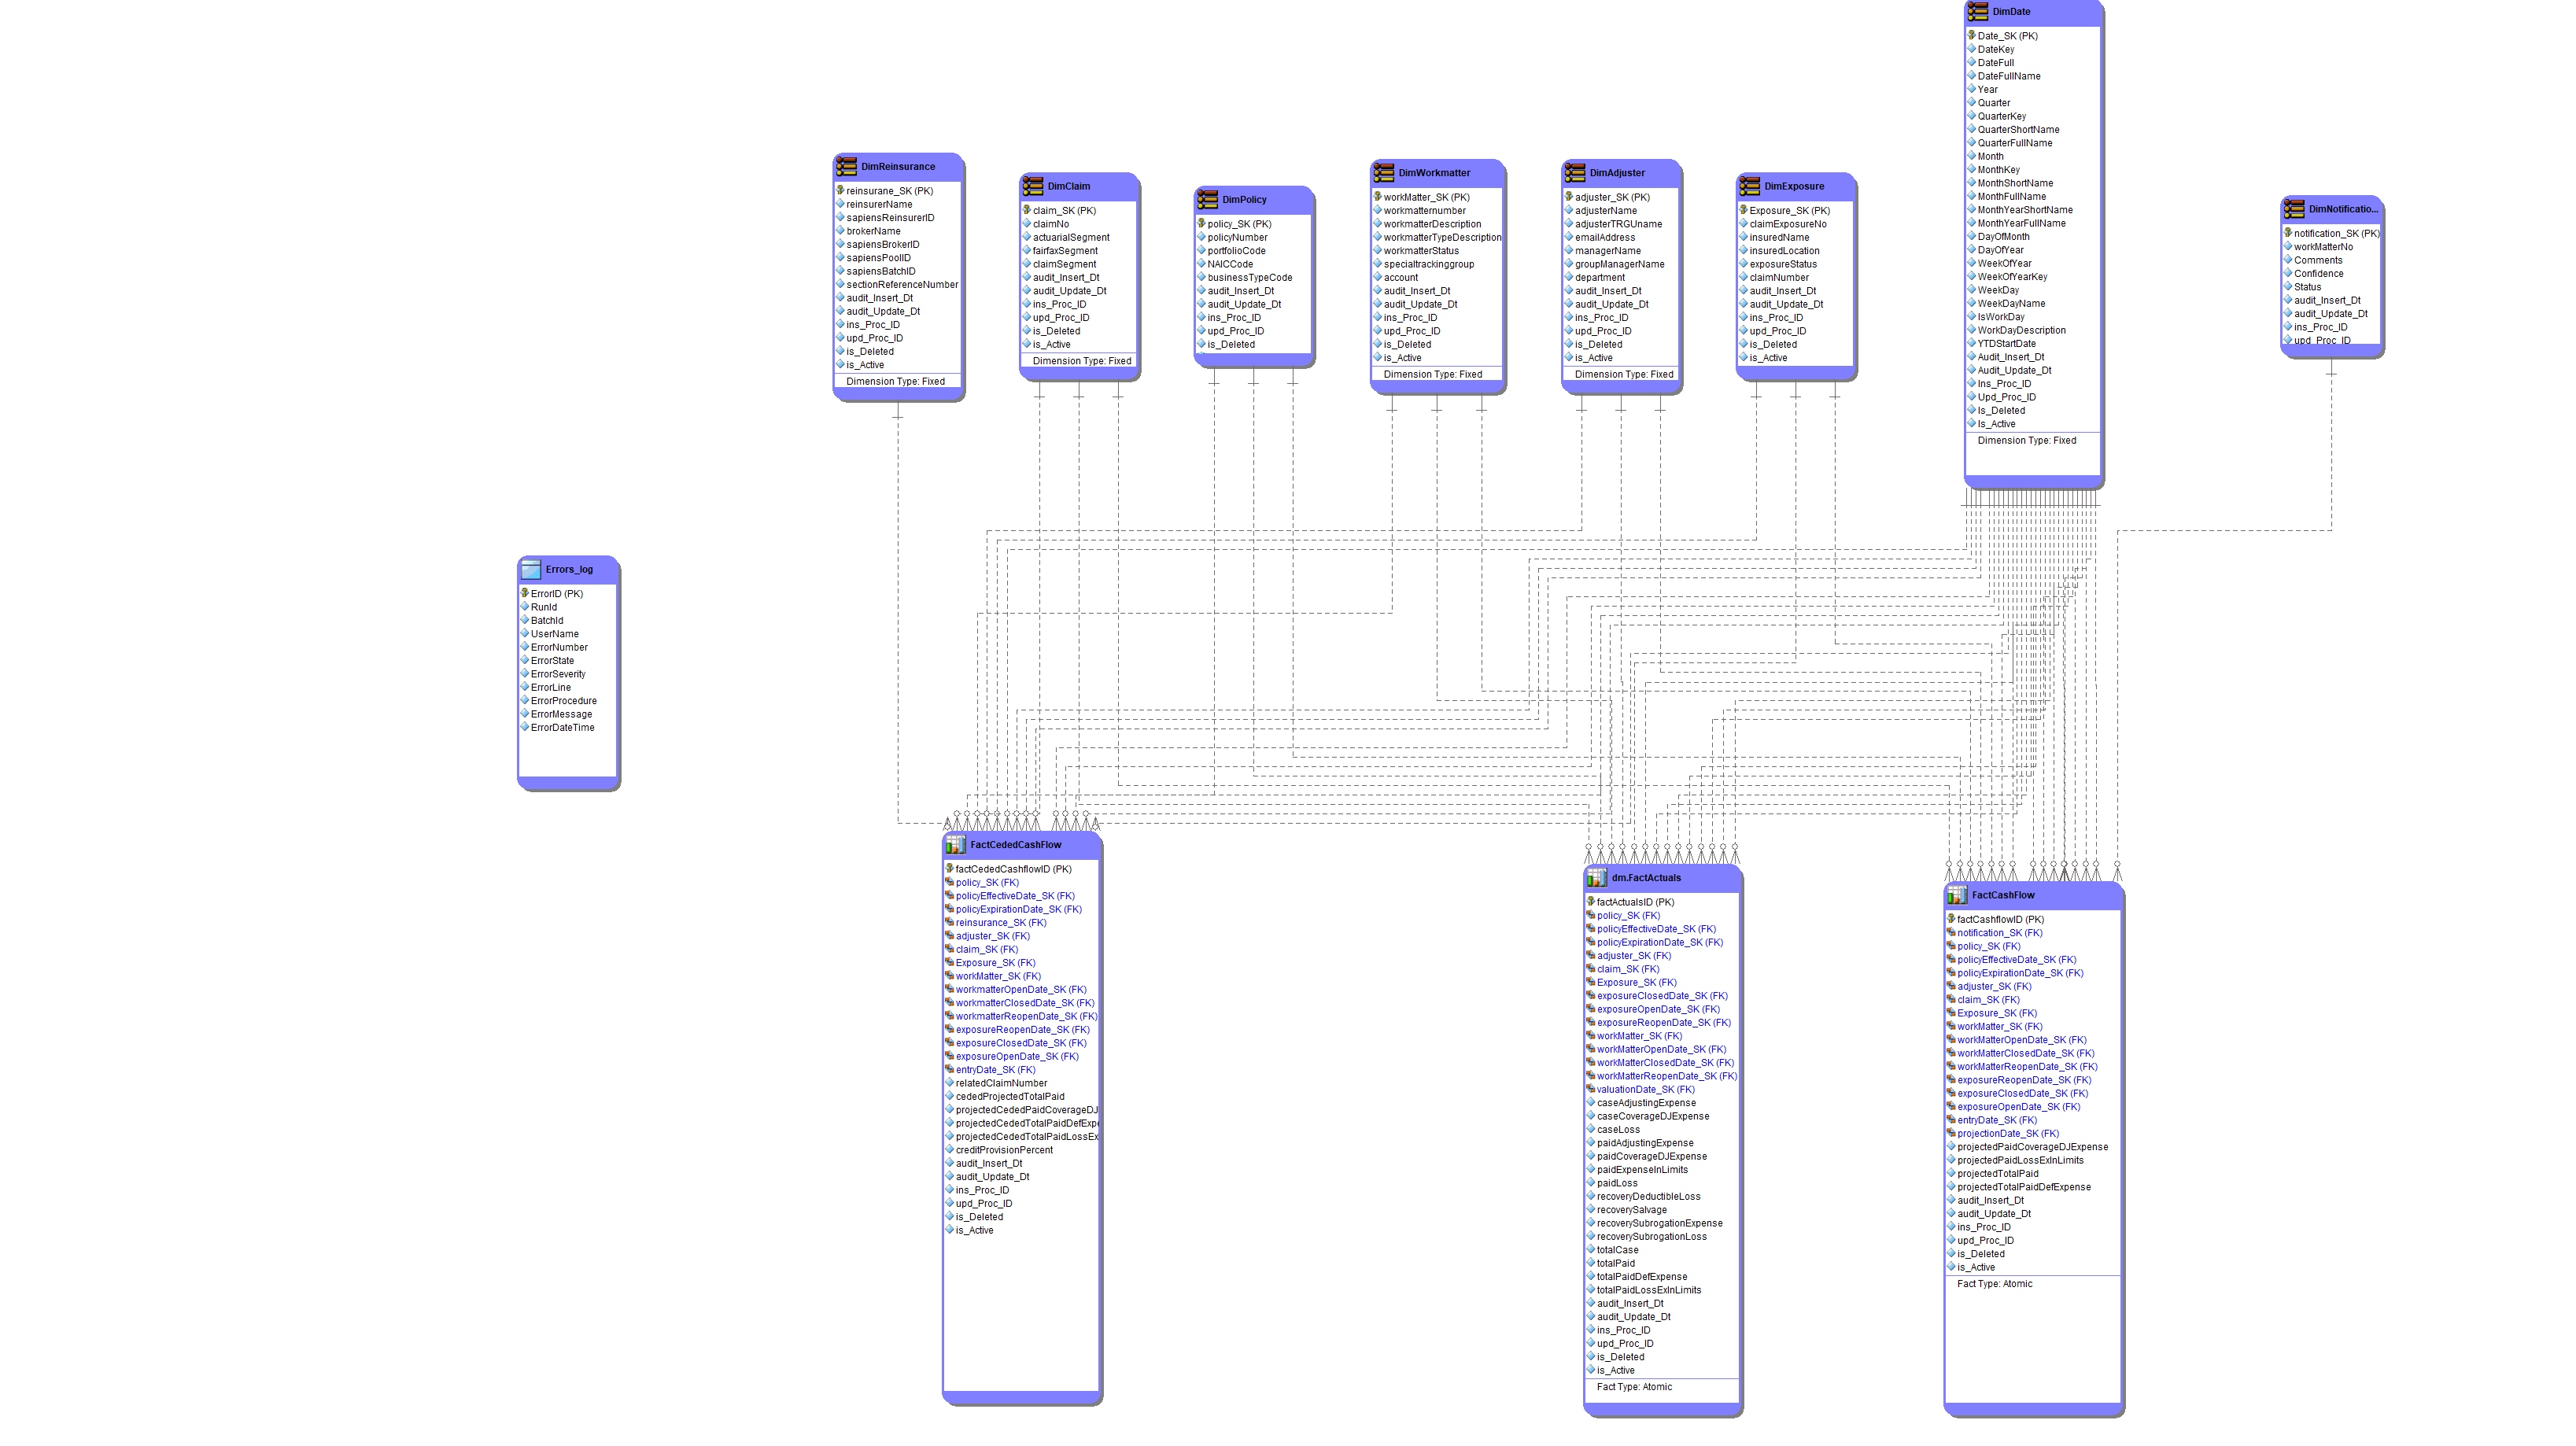 DimDate
Date_SK (PK)
DateKey
DateFull
DateFullName
Year
Quarter
QuarterKey
QuarterShortName
QuarterFullName
Month
MonthKey
MonthShortName
MonthFullName
MonthYearShortName
MonthYearFullName
DayOfMonth
DayOfYear
WeekOfYear
WeekOfYearKey
WeekDay
WeekDayName
IsWorkDay
WorkDayDescription
YTDStartDate
Audit_Insert_Dt
Audit_Update_Dt
Ins_Proc_ID
Upd_Proc_ID
Is_Deleted
Is_Active
Dimension Type: Fixed
DimReinsurance
reinsurane_SK (PK)
reinsurerName
sapiensReinsurerID
brokerName
sapiensBrokerID
sapiensPoolID
sapiensBatchID
sectionReferenceNumber
audit_Insert_Dt
audit_Update_Dt
ins_Proc_ID
upd_Proc_ID
is_Deleted
is_Active
Dimension Type: Fixed
DimClaim
claim_SK (PK)
claimNo
actuarialSegment
fairfaxSegment
claimSegment
audit_Insert_Dt
audit_Update_Dt
ins_Proc_ID
upd_Proc_ID
is_Deleted
is_Active
Dimension Type: Fixed
DimPolicy
policy_SK (PK)
policyNumber
portfolioCode
NAICCode
businessTypeCode
audit_Insert_Dt
audit_Update_Dt
ins_Proc_ID
upd_Proc_ID
is_Deleted
DimWorkmatter
workMatter_SK (PK)
workmatternumber
workmatterDescription
workmatterTypeDescription
workmatterStatus
specialtrackinggroup
account
audit_Insert_Dt
audit_Update_Dt
ins_Proc_ID
upd_Proc_ID
is_Deleted
is_Active
Dimension Type: Fixed
DimAdjuster
adjuster_SK (PK)
adjusterName
adjusterTRGUname
emailAddress
managerName
groupManagerName
department
audit_Insert_Dt
audit_Update_Dt
ins_Proc_ID
upd_Proc_ID
is_Deleted
is_Active
Dimension Type: Fixed
DimExposure
Exposure_SK (PK)
claimExposureNo
insuredName
insuredLocation
exposureStatus
claimNumber
audit_Insert_Dt
audit_Update_Dt
ins_Proc_ID
upd_Proc_ID
is_Deleted
is_Active
DimNotificatio...
notification_SK (PK)
workMatterNo
Comments
Confidence
Status
audit_Insert_Dt
audit_Update_Dt
ins_Proc_ID
upd_Proc_ID
Errors_log
ErrorID (PK)
RunId
BatchId
UserName
ErrorNumber
ErrorState
ErrorSeverity
ErrorLine
ErrorProcedure
ErrorMessage
ErrorDateTime
FactCededCashFlow
factCededCashflowID (PK)
policy_SK (FK)
policyEffectiveDate_SK (FK)
policyExpirationDate_SK (FK)
reinsurance_SK (FK)
adjuster_SK (FK)
claim_SK (FK)
Exposure_SK (FK)
workMatter_SK (FK)
workmatterOpenDate_SK (FK)
workmatterClosedDate_SK (FK)
workmatterReopenDate_SK (FK)
exposureReopenDate_SK (FK)
exposureClosedDate_SK (FK)
exposureOpenDate_SK (FK)
entryDate_SK (FK)
relatedClaimNumber
cededProjectedTotalPaid
projectedCededPaidCoverageDJ
projectedCededTotalPaidDefExpe
projectedCededTotalPaidLossEx
creditProvisionPercent
audit_Insert_Dt
audit_Update_Dt
ins_Proc_ID
upd_Proc_ID
is_Deleted
is_Active
dm.FactActuals
factActualsID (PK)
policy_SK (FK)
policyEffectiveDate_SK (FK)
policyExpirationDate_SK (FK)
adjuster_SK (FK)
claim_SK (FK)
Exposure_SK (FK)
exposureClosedDate_SK (FK)
exposureOpenDate_SK (FK)
exposureReopenDate_SK (FK)
workMatter_SK (FK)
workMatterOpenDate_SK (FK)
workMatterClosedDate_SK (FK)
workMatterReopenDate_SK (FK)
valuationDate_SK (FK)
caseAdjustingExpense
caseCoverageDJExpense
caseLoss
paidAdjustingExpense
paidCoverageDJExpense
paidExpenseInLimits
paidLoss
recoveryDeductibleLoss
recoverySalvage
recoverySubrogationExpense
recoverySubrogationLoss
totalCase
totalPaid
totalPaidDefExpense
totalPaidLossExInLimits
audit_Insert_Dt
audit_Update_Dt
ins_Proc_ID
upd_Proc_ID
is_Deleted
is_Active
Fact Type: Atomic
FactCashFlow
factCashflowID (PK)
notification_SK (FK)
policy_SK (FK)
policyEffectiveDate_SK (FK)
policyExpirationDate_SK (FK)
adjuster_SK (FK)
claim_SK (FK)
Exposure_SK (FK)
workMatter_SK (FK)
workMatterOpenDate_SK (FK)
workMatterClosedDate_SK (FK)
workMatterReopenDate_SK (FK)
exposureReopenDate_SK (FK)
exposureClosedDate_SK (FK)
exposureOpenDate_SK (FK)
entryDate_SK (FK)
projectionDate_SK (FK)
projectedPaidCoverageDJExpense
projectedPaidLossExInLimits
projectedTotalPaid
projectedTotalPaidDefExpense
audit_Insert_Dt
audit_Update_Dt
ins_Proc_ID
upd_Proc_ID
is_Deleted
is_Active
Fact Type: Atomic